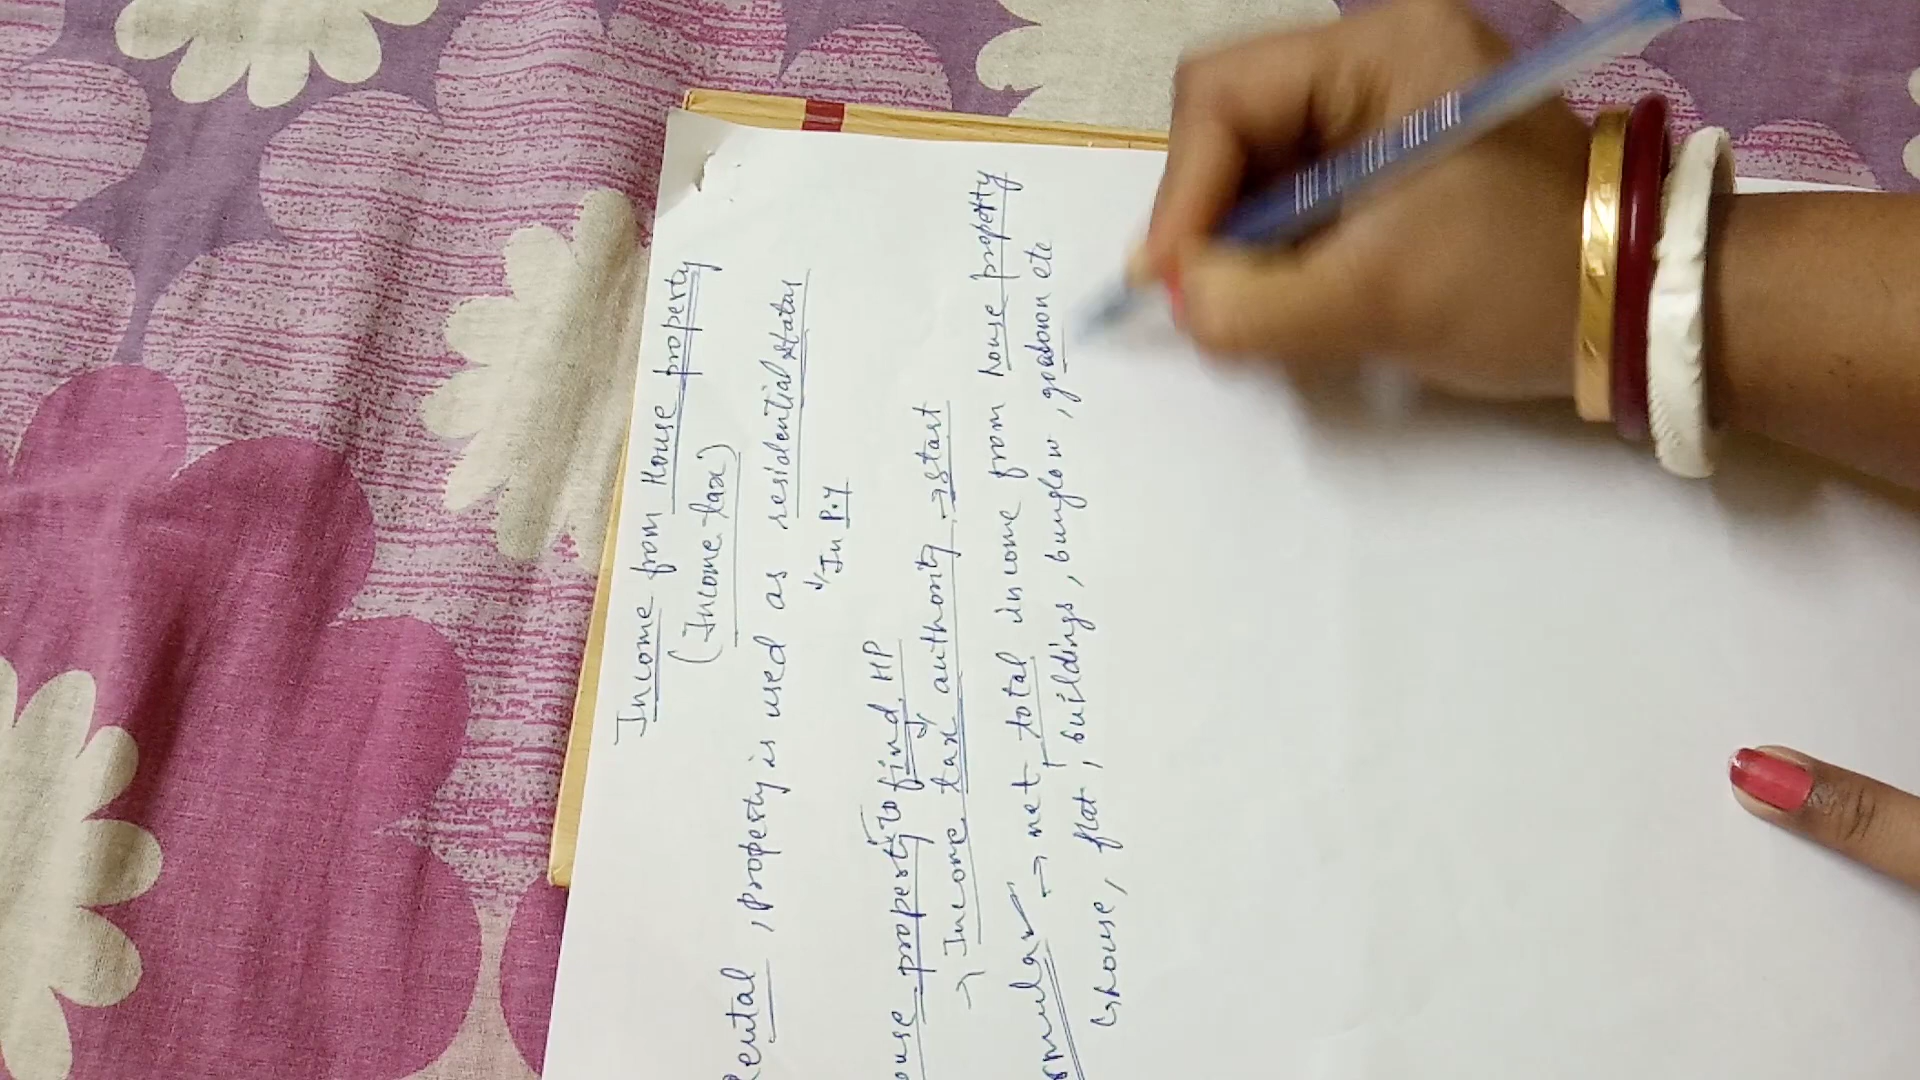 Income from House property
(Income tax)
Rental, property is used as residential status
In P.Y
ouse property to find HP
→ Income tax authority → start
ormular → net total income from house property
house, flat, buildings, bunglow, godown etc